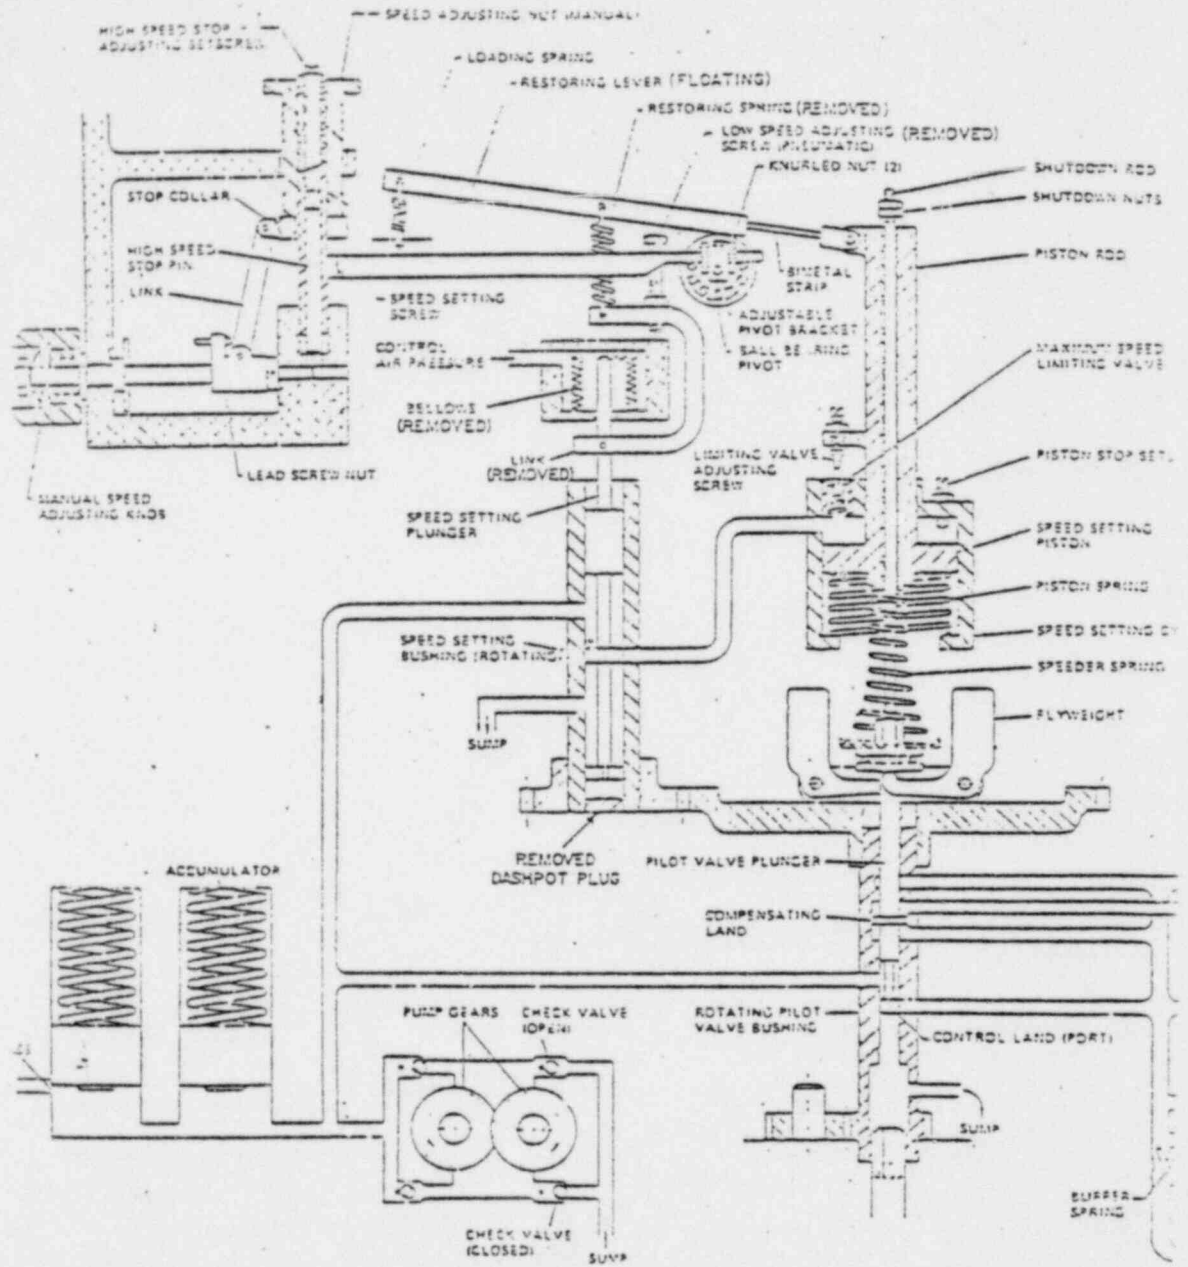 HIGH SPEED STOP
ADJUSTING SETSCREW
SPEED ADJUSTING NUT (MANUAL)
LOADING SPRING
RESTORING LEVER (FLOATING)
RESTORING SPRING (REMOVED)
LOW SPEED ADJUSTING (REMOVED)
SCREW (PNEUMATIC)
KNURLED NUT (2)
SHUTDOWN ROD
SHUTDOWN NUTS
STOP COLLAR
HIGH SPEED
STOP PIN
PISTON ROD
LINK
BIMETAL
STRIP
SPEED SETTING
SCREW
ADJUSTABLE
PIVOT BRACKET
CONTROL
AIR PRESSURE
BALL BEARING
PIVOT
MAXIMUM SPEED
LIMITING VALVE
BELLOWS
(REMOVED)
LINK
(REMOVED)
LIMITING VALVE
ADJUSTING
SCREW
PISTON STOP SET
LEAD SCREW NUT
MANUAL SPEED
ADJUSTING KNOB
SPEED SETTING
PLUNGER
SPEED SETTING
PISTON
PISTON SPRING
SPEED SETTING
BUSHING (ROTATING)
SPEED SETTING CY
SPEEDER SPRING
FLYWEIGHT
SUMP
REMOVED
DASHPOT PLUG
PILOT VALVE PLUNGER
ACCUMULATOR
COMPENSATING
LAND
PUMP GEARS
CHECK VALVE
(OPEN)
ROTATING PILOT
VALVE BUSHING
CONTROL LAND (PORT)
SUMP
BUFFER
SPRING
CHECK VALVE
(CLOSED)
SUMP